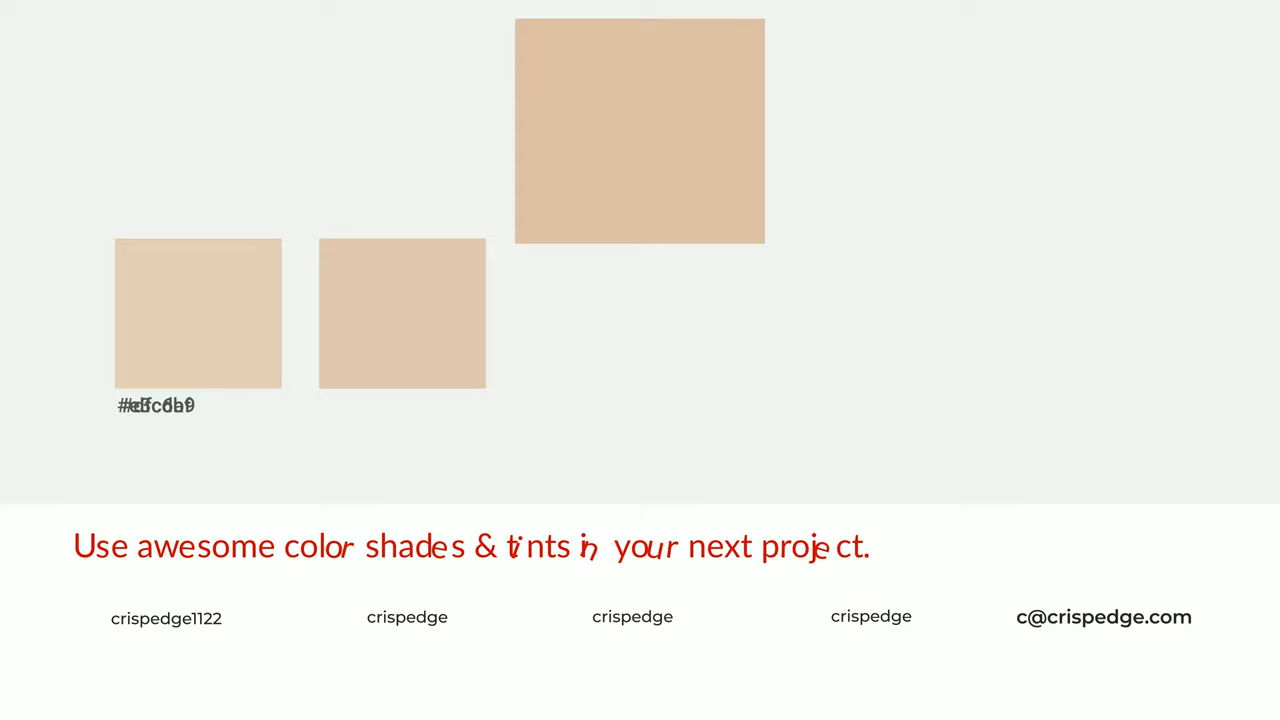 Use awesome color shades & tints in your next project.
crispedge1122 crispedge crispedge crispedge c@crispedge.com